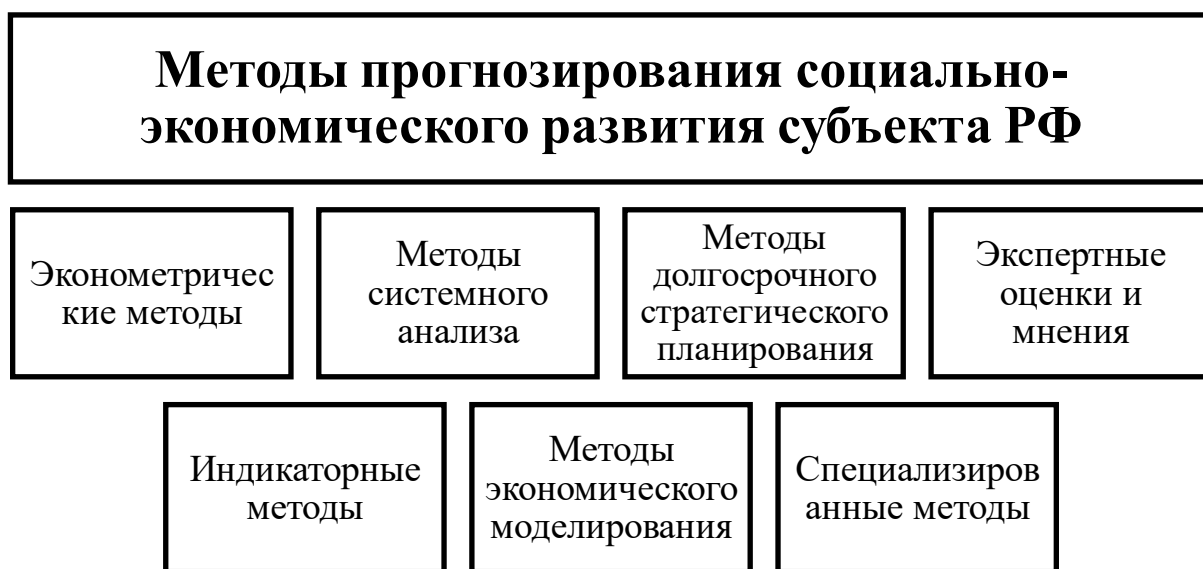 Методы прогнозирования социально-
экономического развития субъекта РФ
Эконометричес
кие методы
Методы
системного
анализа
Методы
долгосрочного
стратегического
планирования
Экспертные
оценки и
мнения
Индикаторные
методы
Методы
экономического
моделирования
Специализиров
анные методы